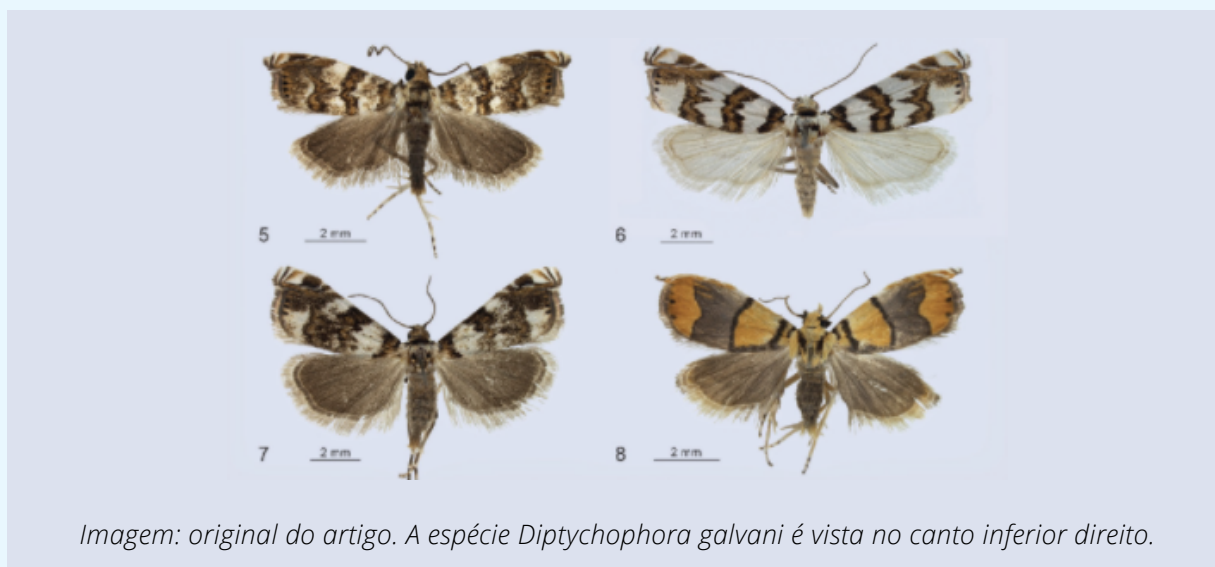 5 2 mm
6 2 mm
7 2 mm
8 2 mm
Imagem: original do artigo. A espécie Diptychophora galvani é vista no canto inferior direito.